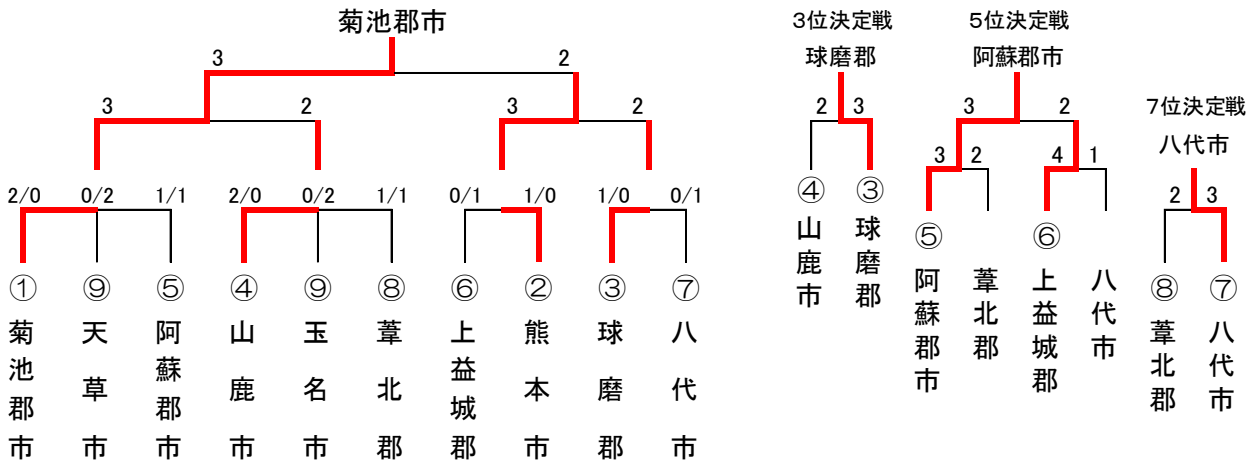 菊池郡市
3 2
3 2 3 2
2/0 0/2 1/1 2/0 0/2 1/1 0/1 1/0 1/0 0/1
① ⑨ ⑤ ④ ⑨ ⑧ ⑥ ② ③ ⑦
菊池郡市
天草市
阿蘇郡市
山鹿市
玉名市
葦北郡
上益城郡
熊本市
球磨郡
八代市
3位決定戦
球磨郡
2 3
④ ③
山鹿市
球磨郡
5位決定戦
阿蘇郡市
3 2
3 2 4 1
⑤ ⑥
阿蘇郡市
葦北郡
上益城郡
八代市
7位決定戦
八代市
2 3
⑧ ⑦
葦北郡
八代市